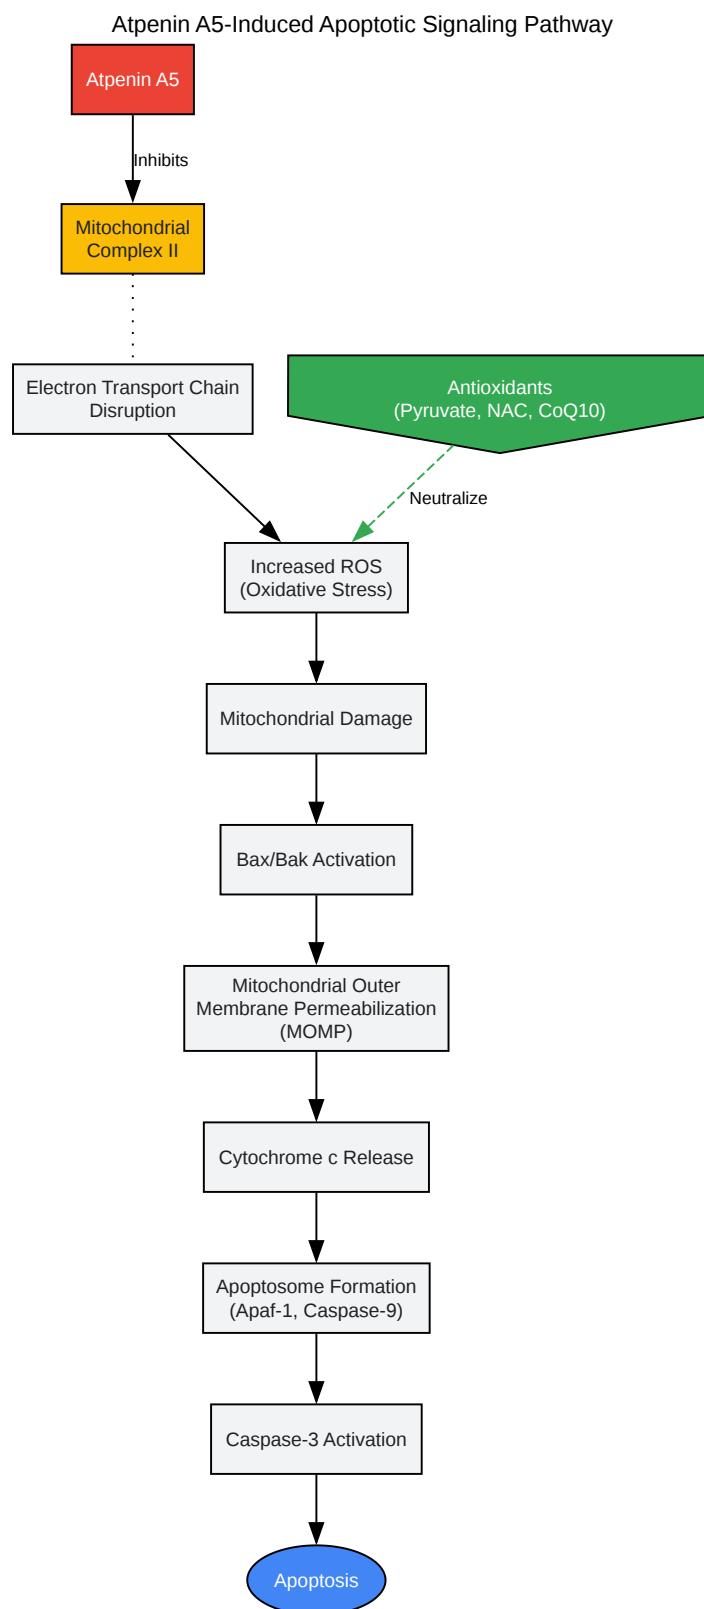 Atpenin A5-Induced Apoptotic Signaling Pathway
Atpenin A5
Inhibits
Mitochondrial
Complex II
Electron Transport Chain
Disruption
Antioxidants
(Pyruvate, NAC, CoQ10)
Neutralize
Increased ROS
(Oxidative Stress)
Mitochondrial Damage
Bax/Bak Activation
Mitochondrial Outer
Membrane Permeabilization
(MOMP)
Cytochrome c Release
Apoptosome Formation
(Apaf-1, Caspase-9)
Caspase-3 Activation
Apoptosis